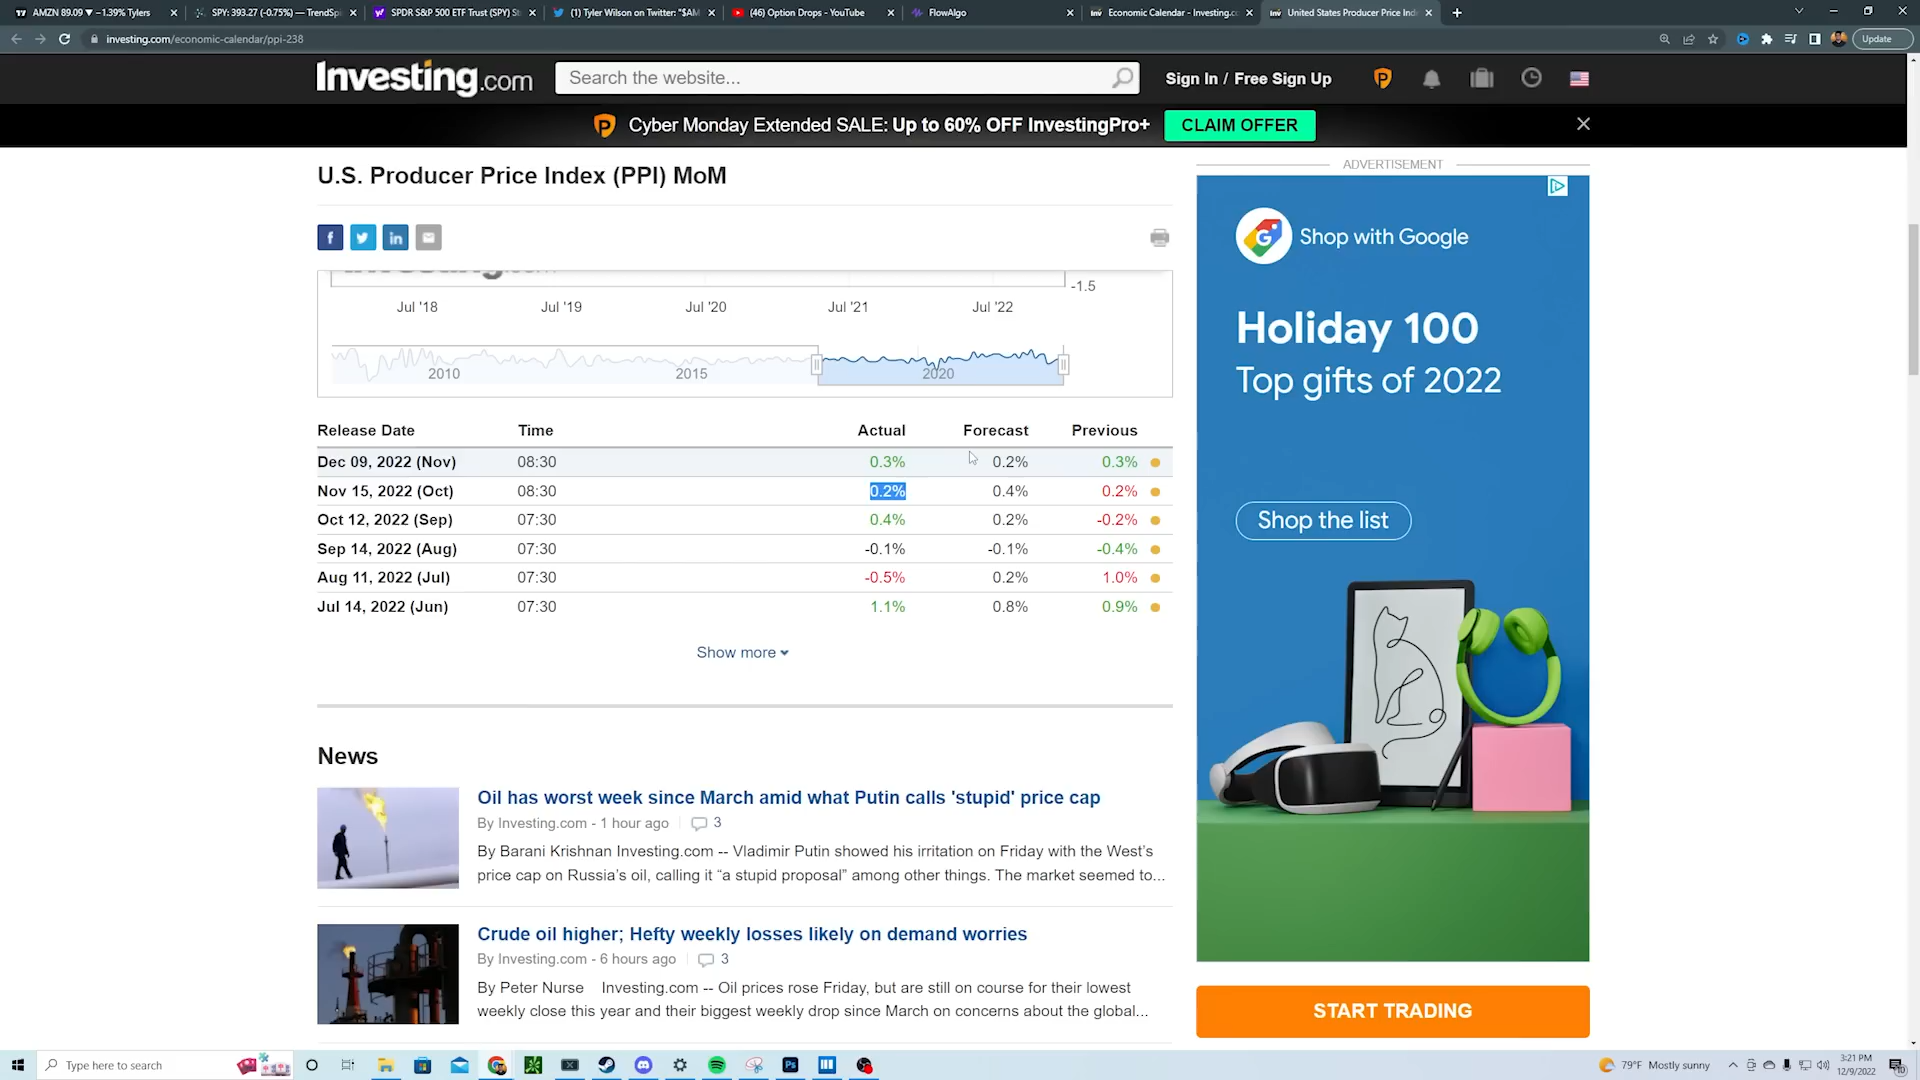 AMZN 89.09 ▼ −1.39% Tylers
SPY: 393.27 (-0.75%) — TrendSpi
SPDR S&P 500 ETF Trust (SPY) St
(1) Tyler Wilson on Twitter: "$AM
(46) Option Drops - YouTube
FlowAlgo
Economic Calendar - Investing.co
United States Producer Price Ind
investing.com/economic-calendar/ppi-238
Update
Investing.com
Search the website...
Sign In / Free Sign Up
Cyber Monday Extended SALE: Up to 60% OFF InvestingPro+
CLAIM OFFER
U.S. Producer Price Index (PPI) MoM
ADVERTISEMENT
-1.5
Jul '18 Jul '19 Jul '20 Jul '21 Jul '22
2010 2015 2020
Release Date Time Actual Forecast Previous
Dec 09, 2022 (Nov) 08:30 0.3% 0.2% 0.3%
Nov 15, 2022 (Oct) 08:30 0.2% 0.4% 0.2%
Oct 12, 2022 (Sep) 07:30 0.4% 0.2% -0.2%
Sep 14, 2022 (Aug) 07:30 -0.1% -0.1% -0.4%
Aug 11, 2022 (Jul) 07:30 -0.5% 0.2% 1.0%
Jul 14, 2022 (Jun) 07:30 1.1% 0.8% 0.9%
Show more
News
Oil has worst week since March amid what Putin calls 'stupid' price cap
By Investing.com - 1 hour ago 3
By Barani Krishnan Investing.com -- Vladimir Putin showed his irritation on Friday with the West's
price cap on Russia's oil, calling it “a stupid proposal” among other things. The market seemed to...
Crude oil higher; Hefty weekly losses likely on demand worries
By Investing.com - 6 hours ago 3
By Peter Nurse Investing.com -- Oil prices rose Friday, but are still on course for their lowest
weekly close this year and their biggest weekly drop since March on concerns about the global...
Shop with Google
Holiday 100
Top gifts of 2022
Shop the list
START TRADING
Type here to search
79°F Mostly sunny
3:21 PM
12/9/2022